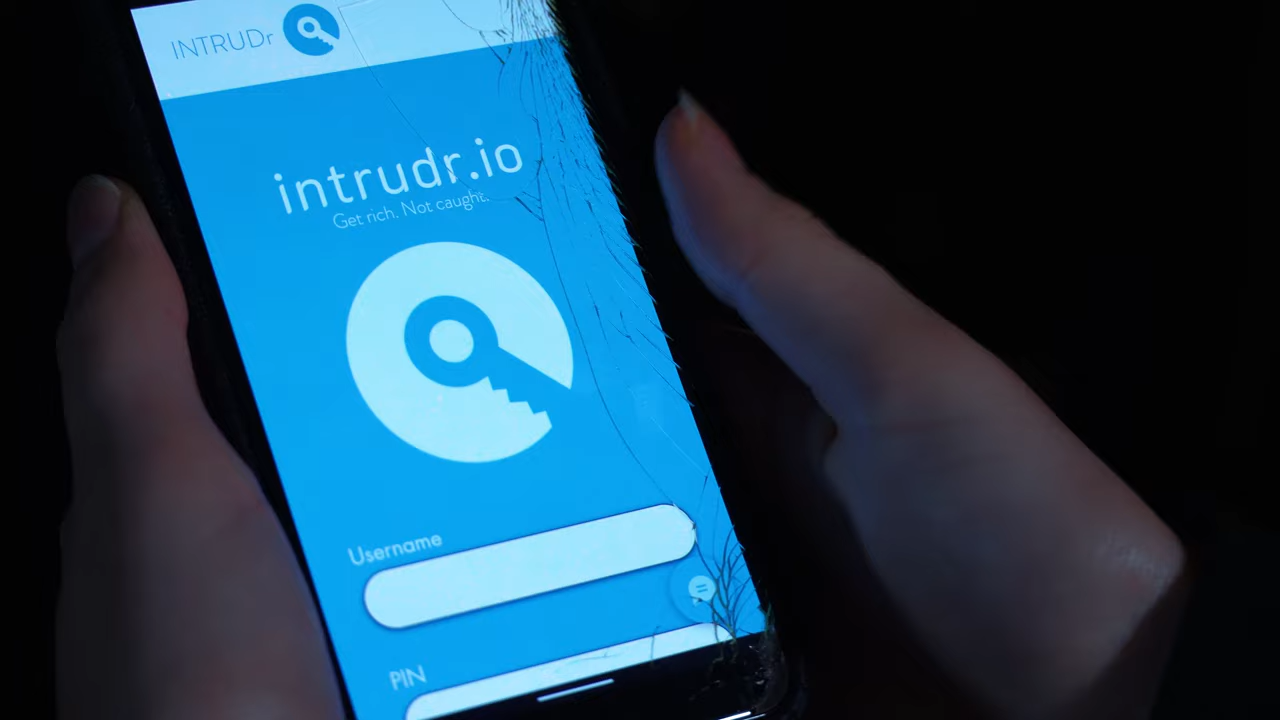 INTRUDr
intrudr.io
Get rich. Not caught.
Username
PIN